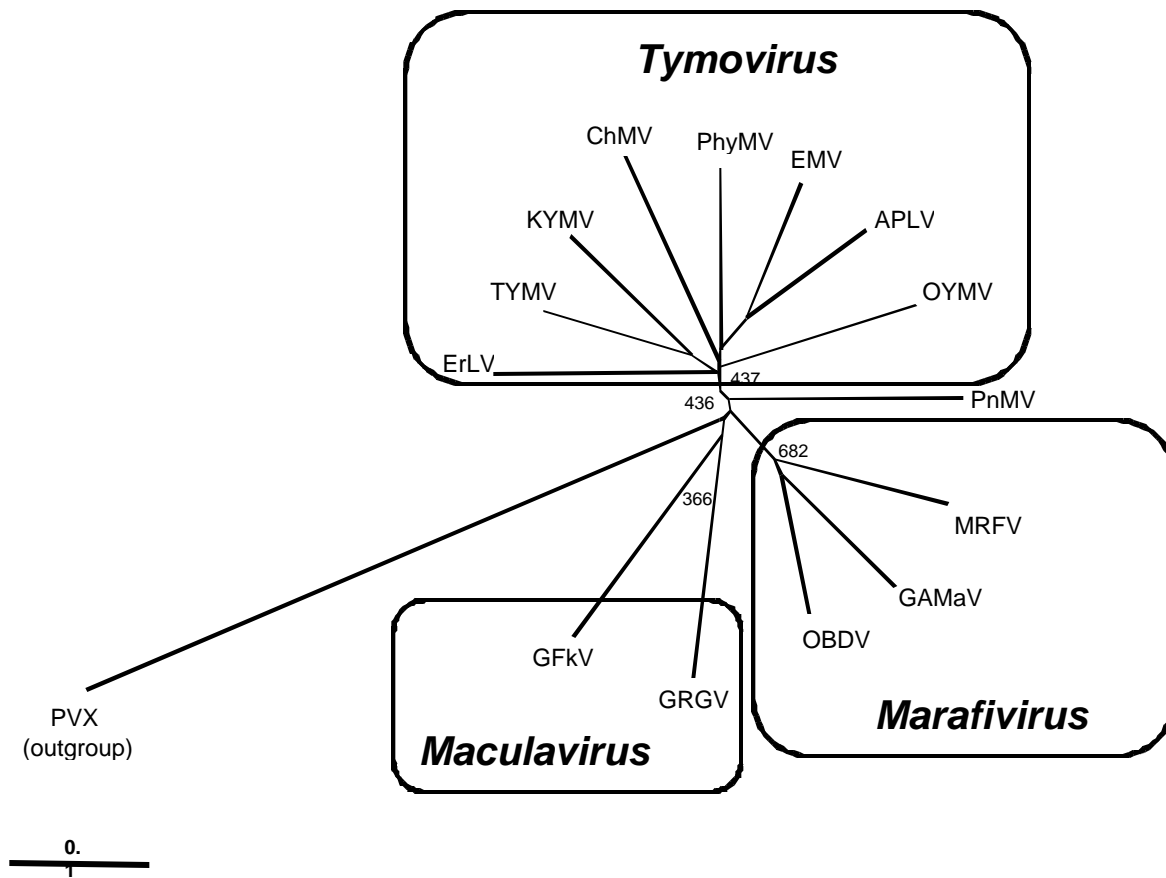 Tymovirus
ChMV
PhyMV
EMV
KYMV
APLV
TYMV
OYMV
ErLV
437
436
PnMV
682
366
MRFV
GAMaV
OBDV
GFkV
GRGV
PVX
(outgroup)
Maculavirus
Marafivirus
0.